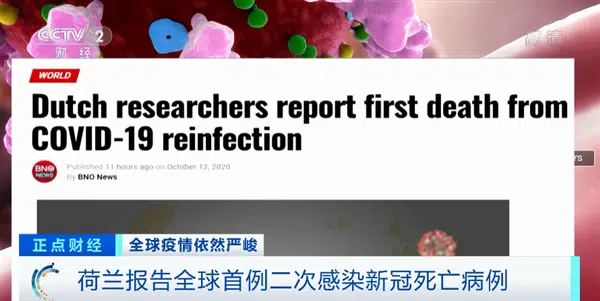 CCTV 2
财经
高清
WORLD
Dutch researchers report first death from
COVID-19 reinfection
BNO
NEWS
Published 11 hours ago on October 12, 2020
By BNO News
rs
正点财经
全球疫情依然严峻
荷兰报告全球首例二次感染新冠死亡病例